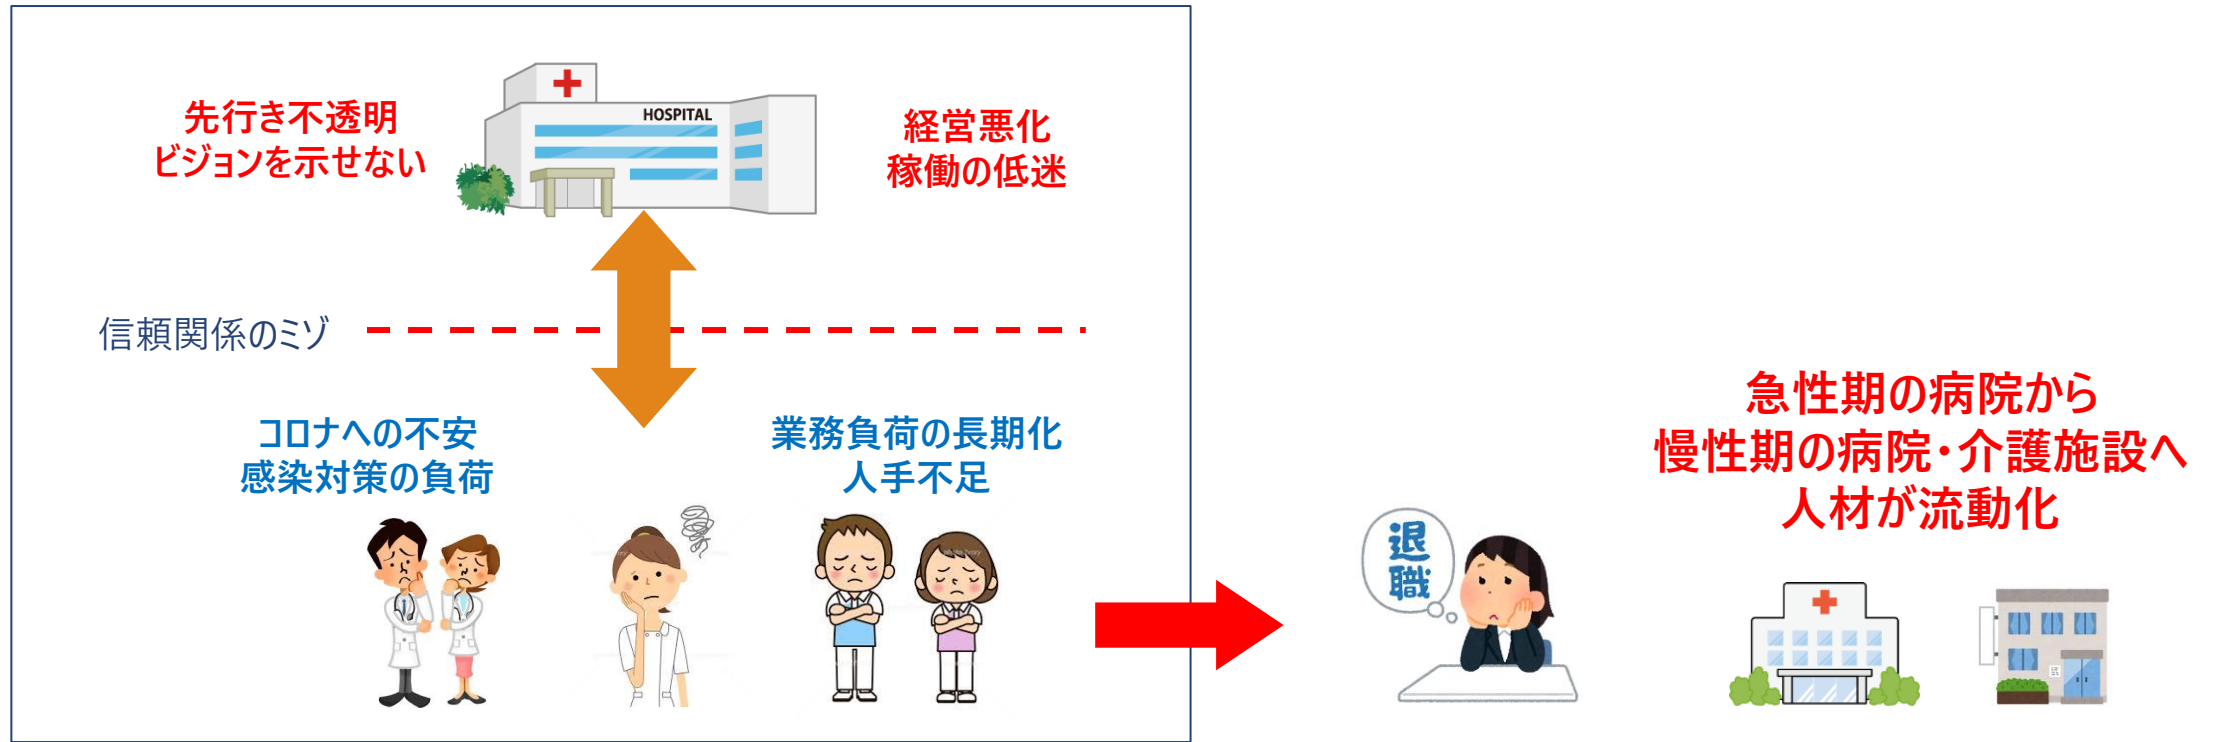 先行き不透明
ビジョンを示せない
HOSPITAL
経営悪化
稼働の低迷
信頼関係のミゾ
コロナへの不安
感染対策の負荷
業務負荷の長期化
人手不足
退職
急性期の病院から
慢性期の病院・介護施設へ
人材が流動化